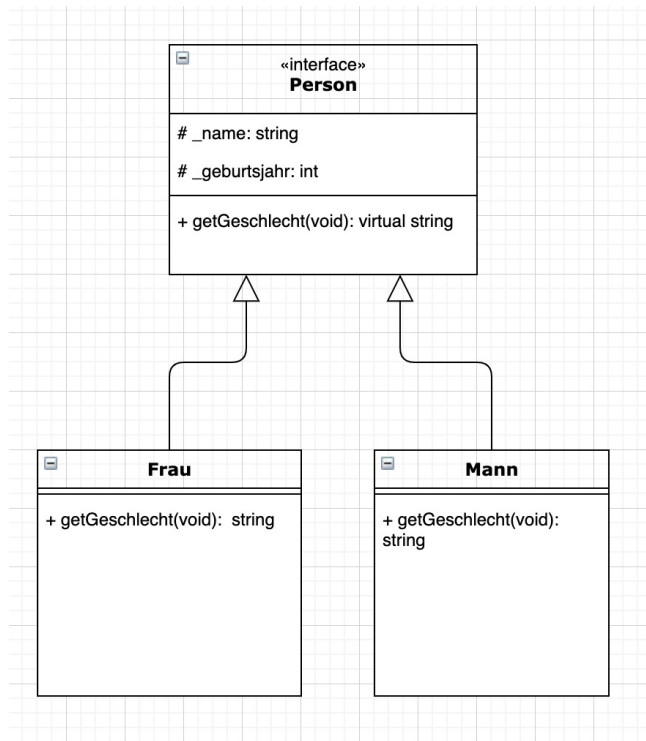 «interface»
Person
# _name: string
# _geburtsjahr: int
+ getGeschlecht(void): virtual string
Frau
+ getGeschlecht(void):  string
Mann
+ getGeschlecht(void):
string